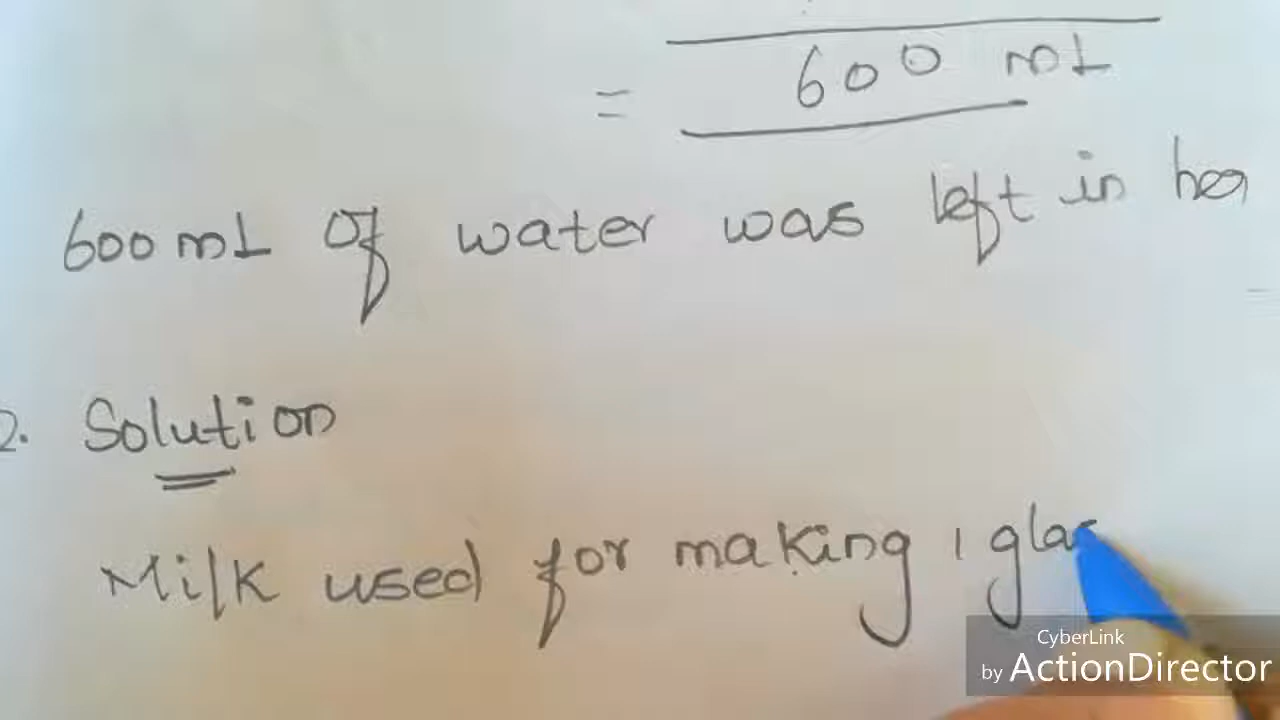 = 600 mL
600 mL of water was left in her
2. Solution
Milk used for making 1 glas
CyberLink
by ActionDirector